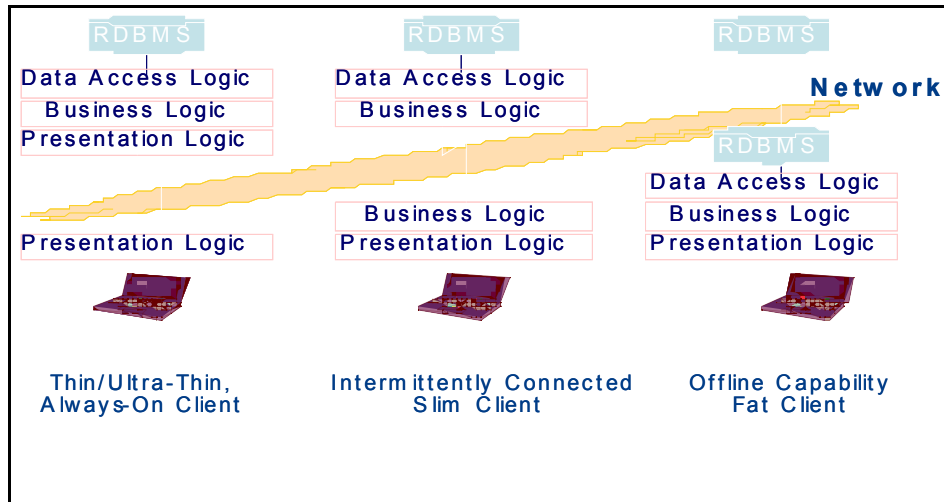 RDBMS
Data Access Logic
Business Logic
Presentation Logic
Presentation Logic
Thin/Ultra-Thin,
Always-On Client
RDBMS
Data Access Logic
Business Logic
Business Logic
Presentation Logic
Intermittently Connected
Slim Client
RDBMS
Network
RDBMS
Data Access Logic
Business Logic
Presentation Logic
Offline Capability
Fat Client